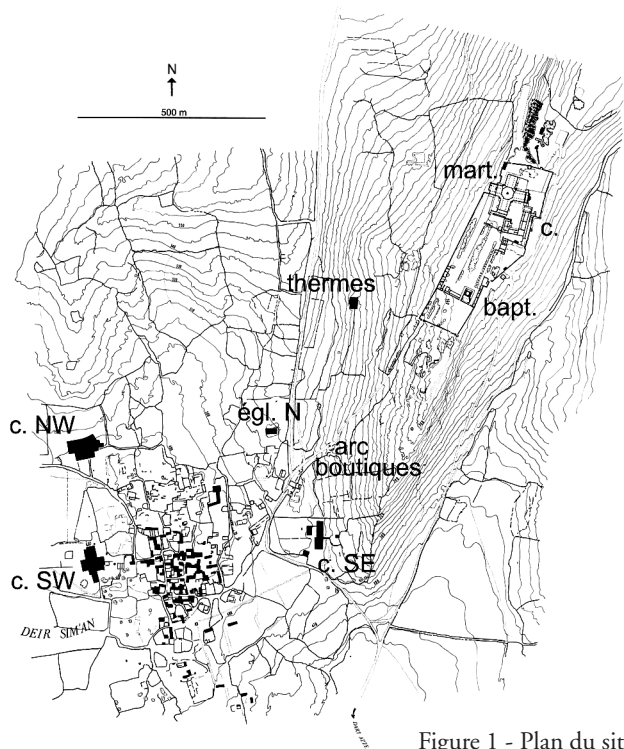 N
500 m
mart.
c.
thermes
bapt.
égl. N
c. NW
arc
boutiques
c. SW
c. SE
DEIR SIM'AN
Figure 1 - Plan du sit